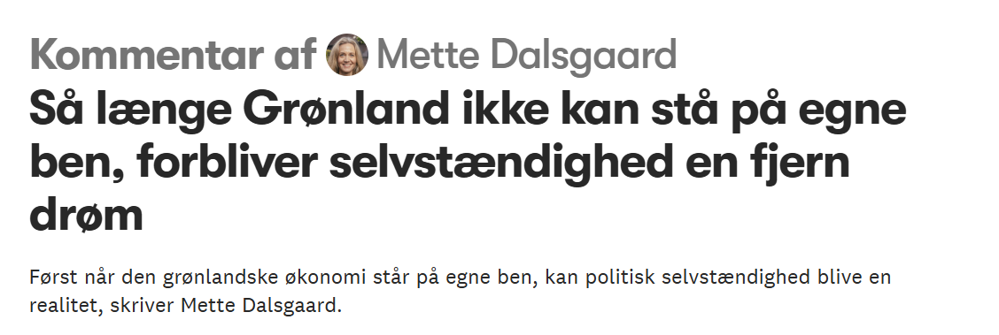 Kommentar af Mette Dalsgaard
Så længe Grønland ikke kan stå på egne
ben, forbliver selvstændighed en fjern
drøm
Først når den grønlandske økonomi står på egne ben, kan politisk selvstændighed blive en
realitet, skriver Mette Dalsgaard.